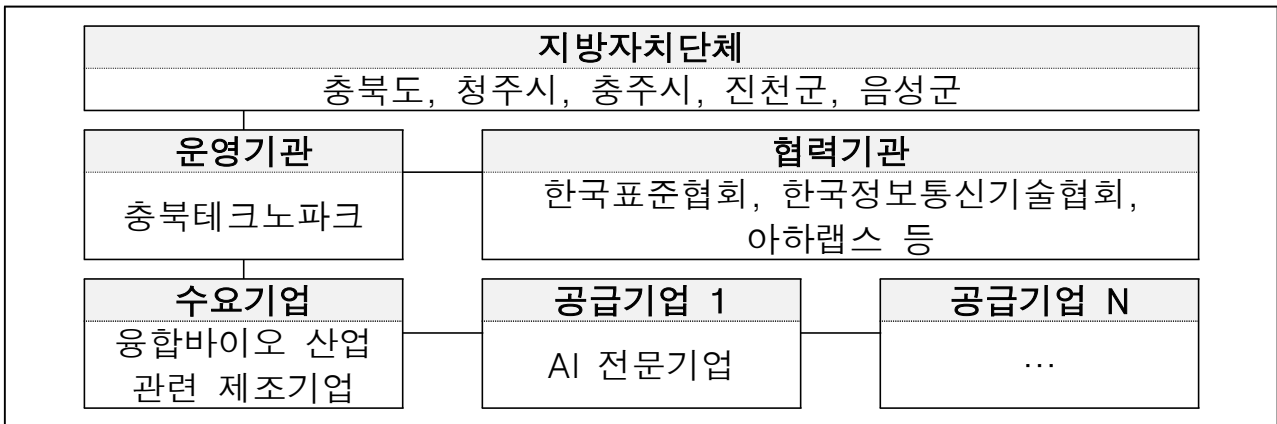 지방자치단체
충북도, 청주시, 충주시, 진천군, 음성군
운영기관
충북테크노파크
협력기관
한국표준협회, 한국정보통신기술협회,
아하랩스 등
수요기업
융합바이오 산업
관련 제조기업
공급기업 1
AI 전문기업
공급기업 N
…